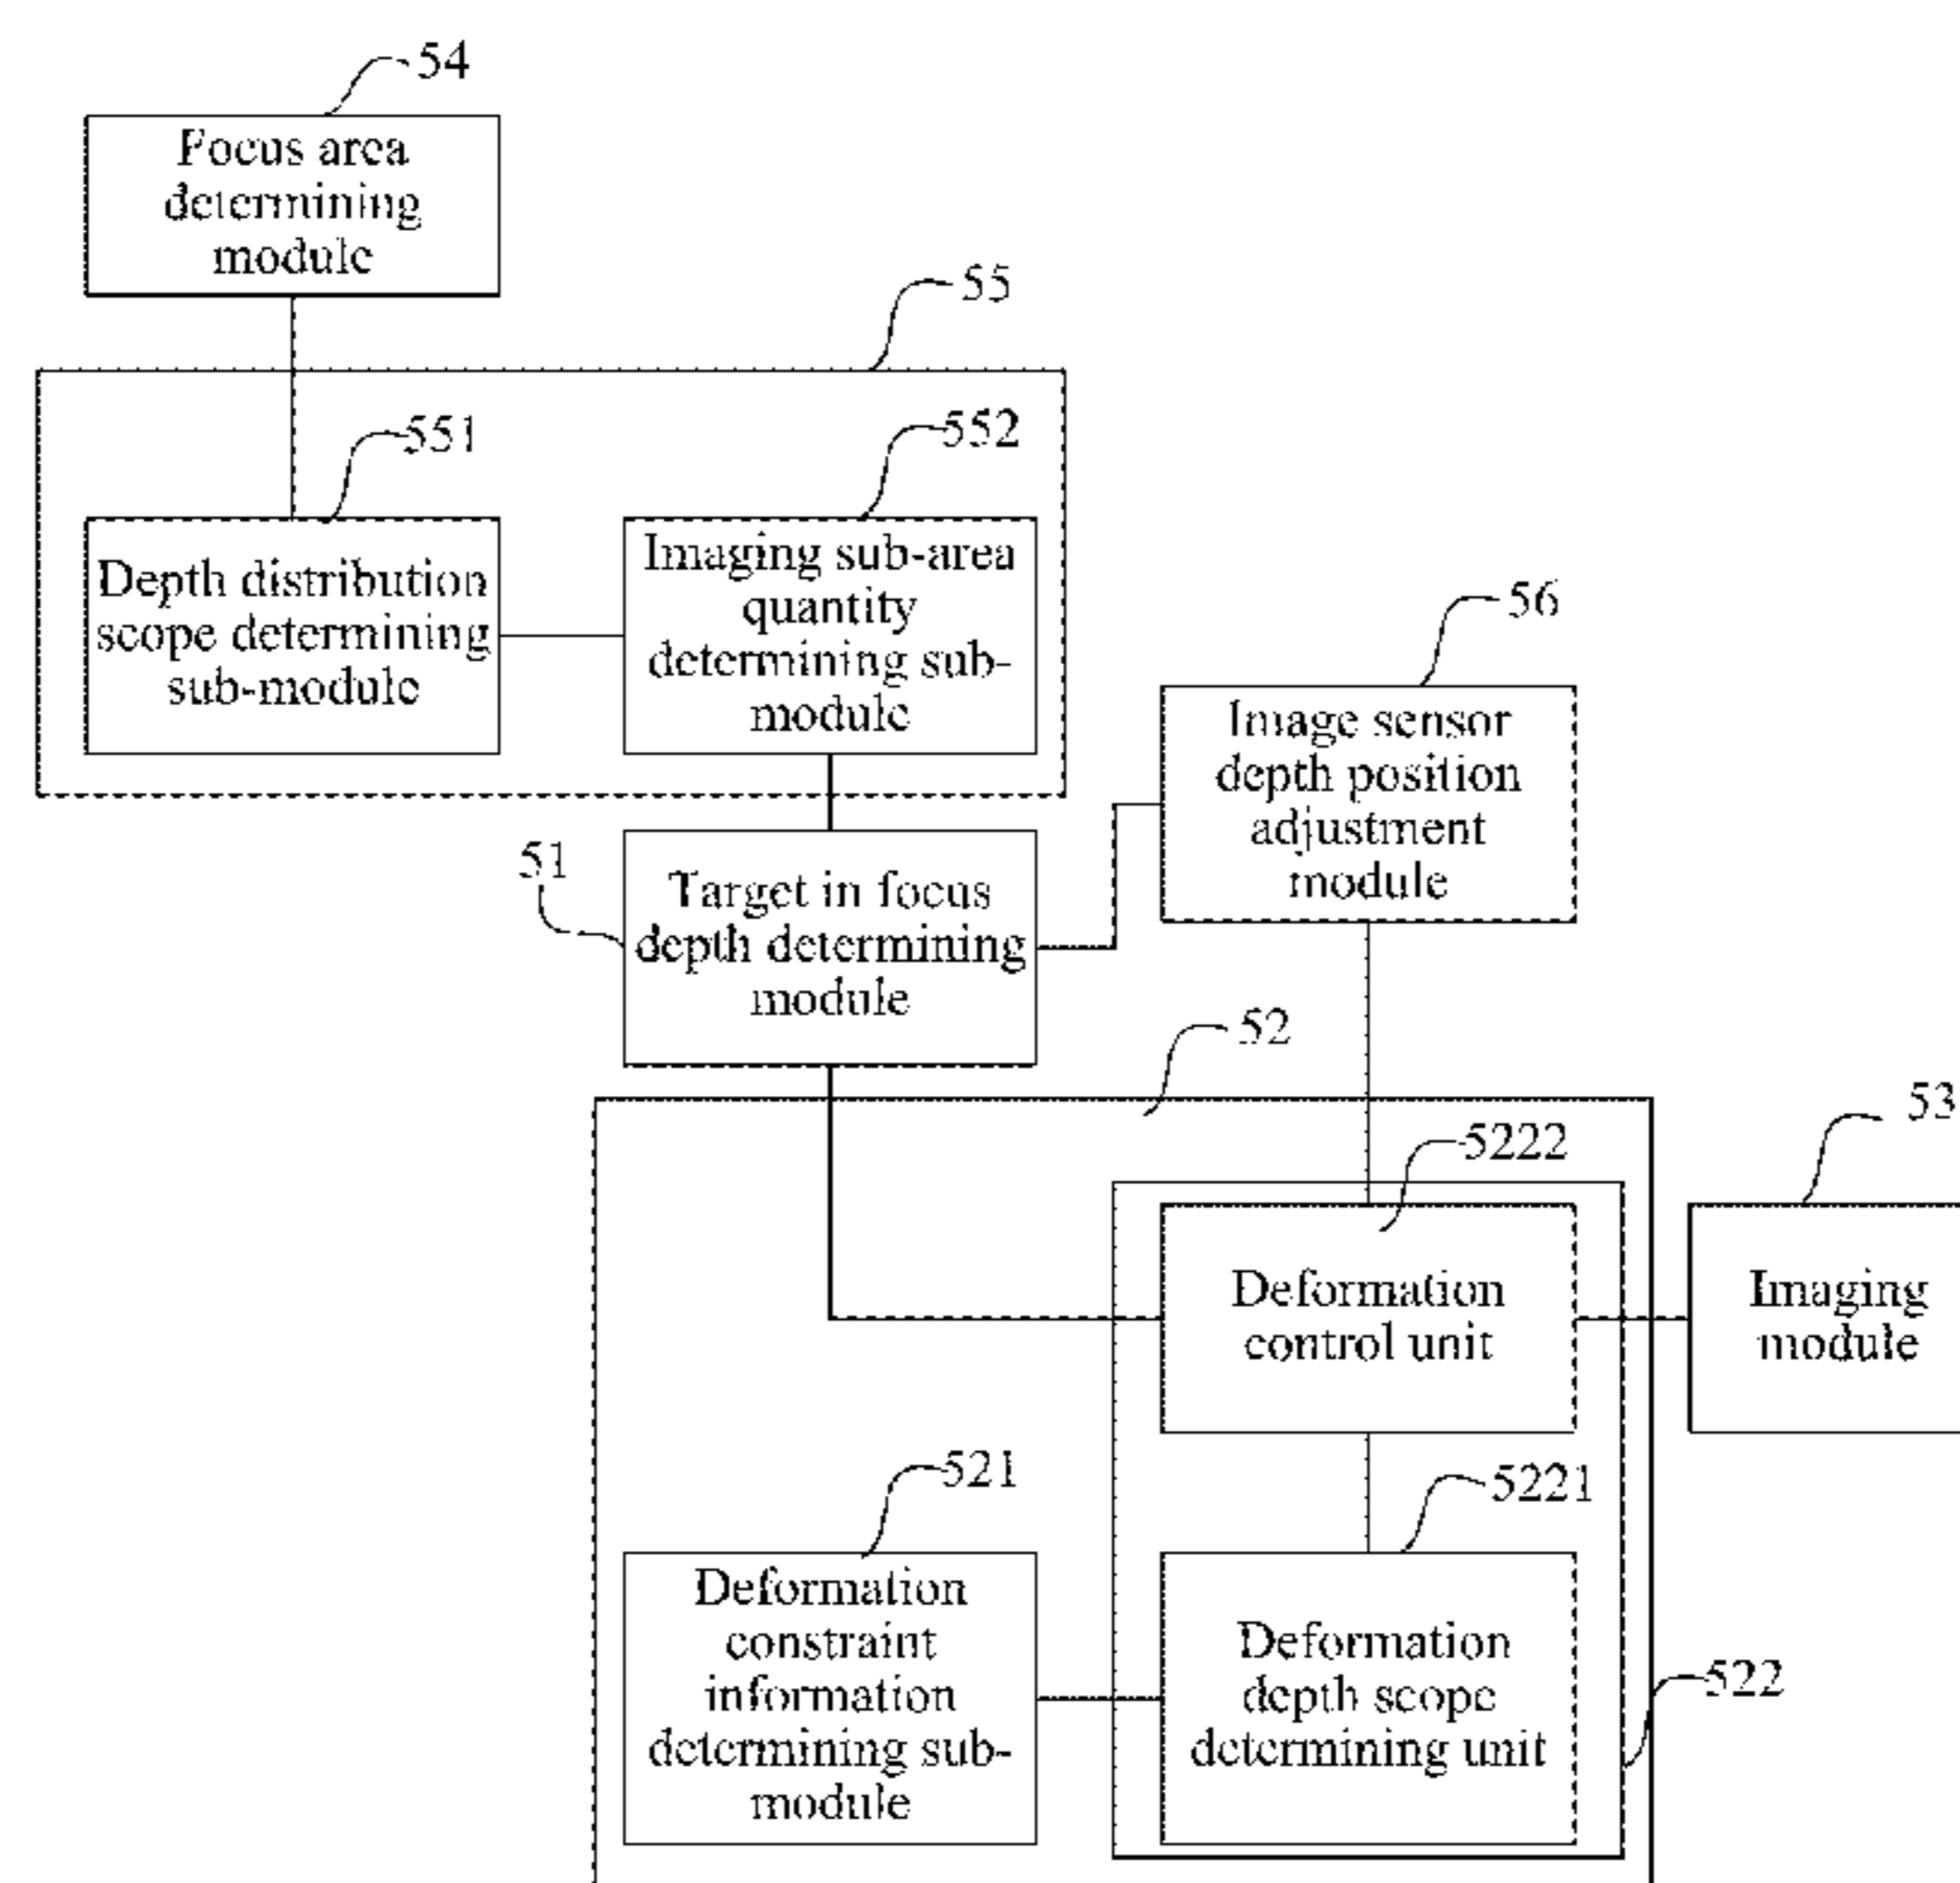 54
Focus area
determining
module
55
551
552
Depth distribution
scope determining
sub-module
Imaging sub-area
quantity
determining sub-
module
56
Image sensor
depth position
adjustment
module
51
Target in focus
depth determining
module
52
53
5222
Deformation
control unit
Imaging
module
521
5221
Deformation
constraint
information
determining sub-
module
Deformation
depth scope
determining unit
522